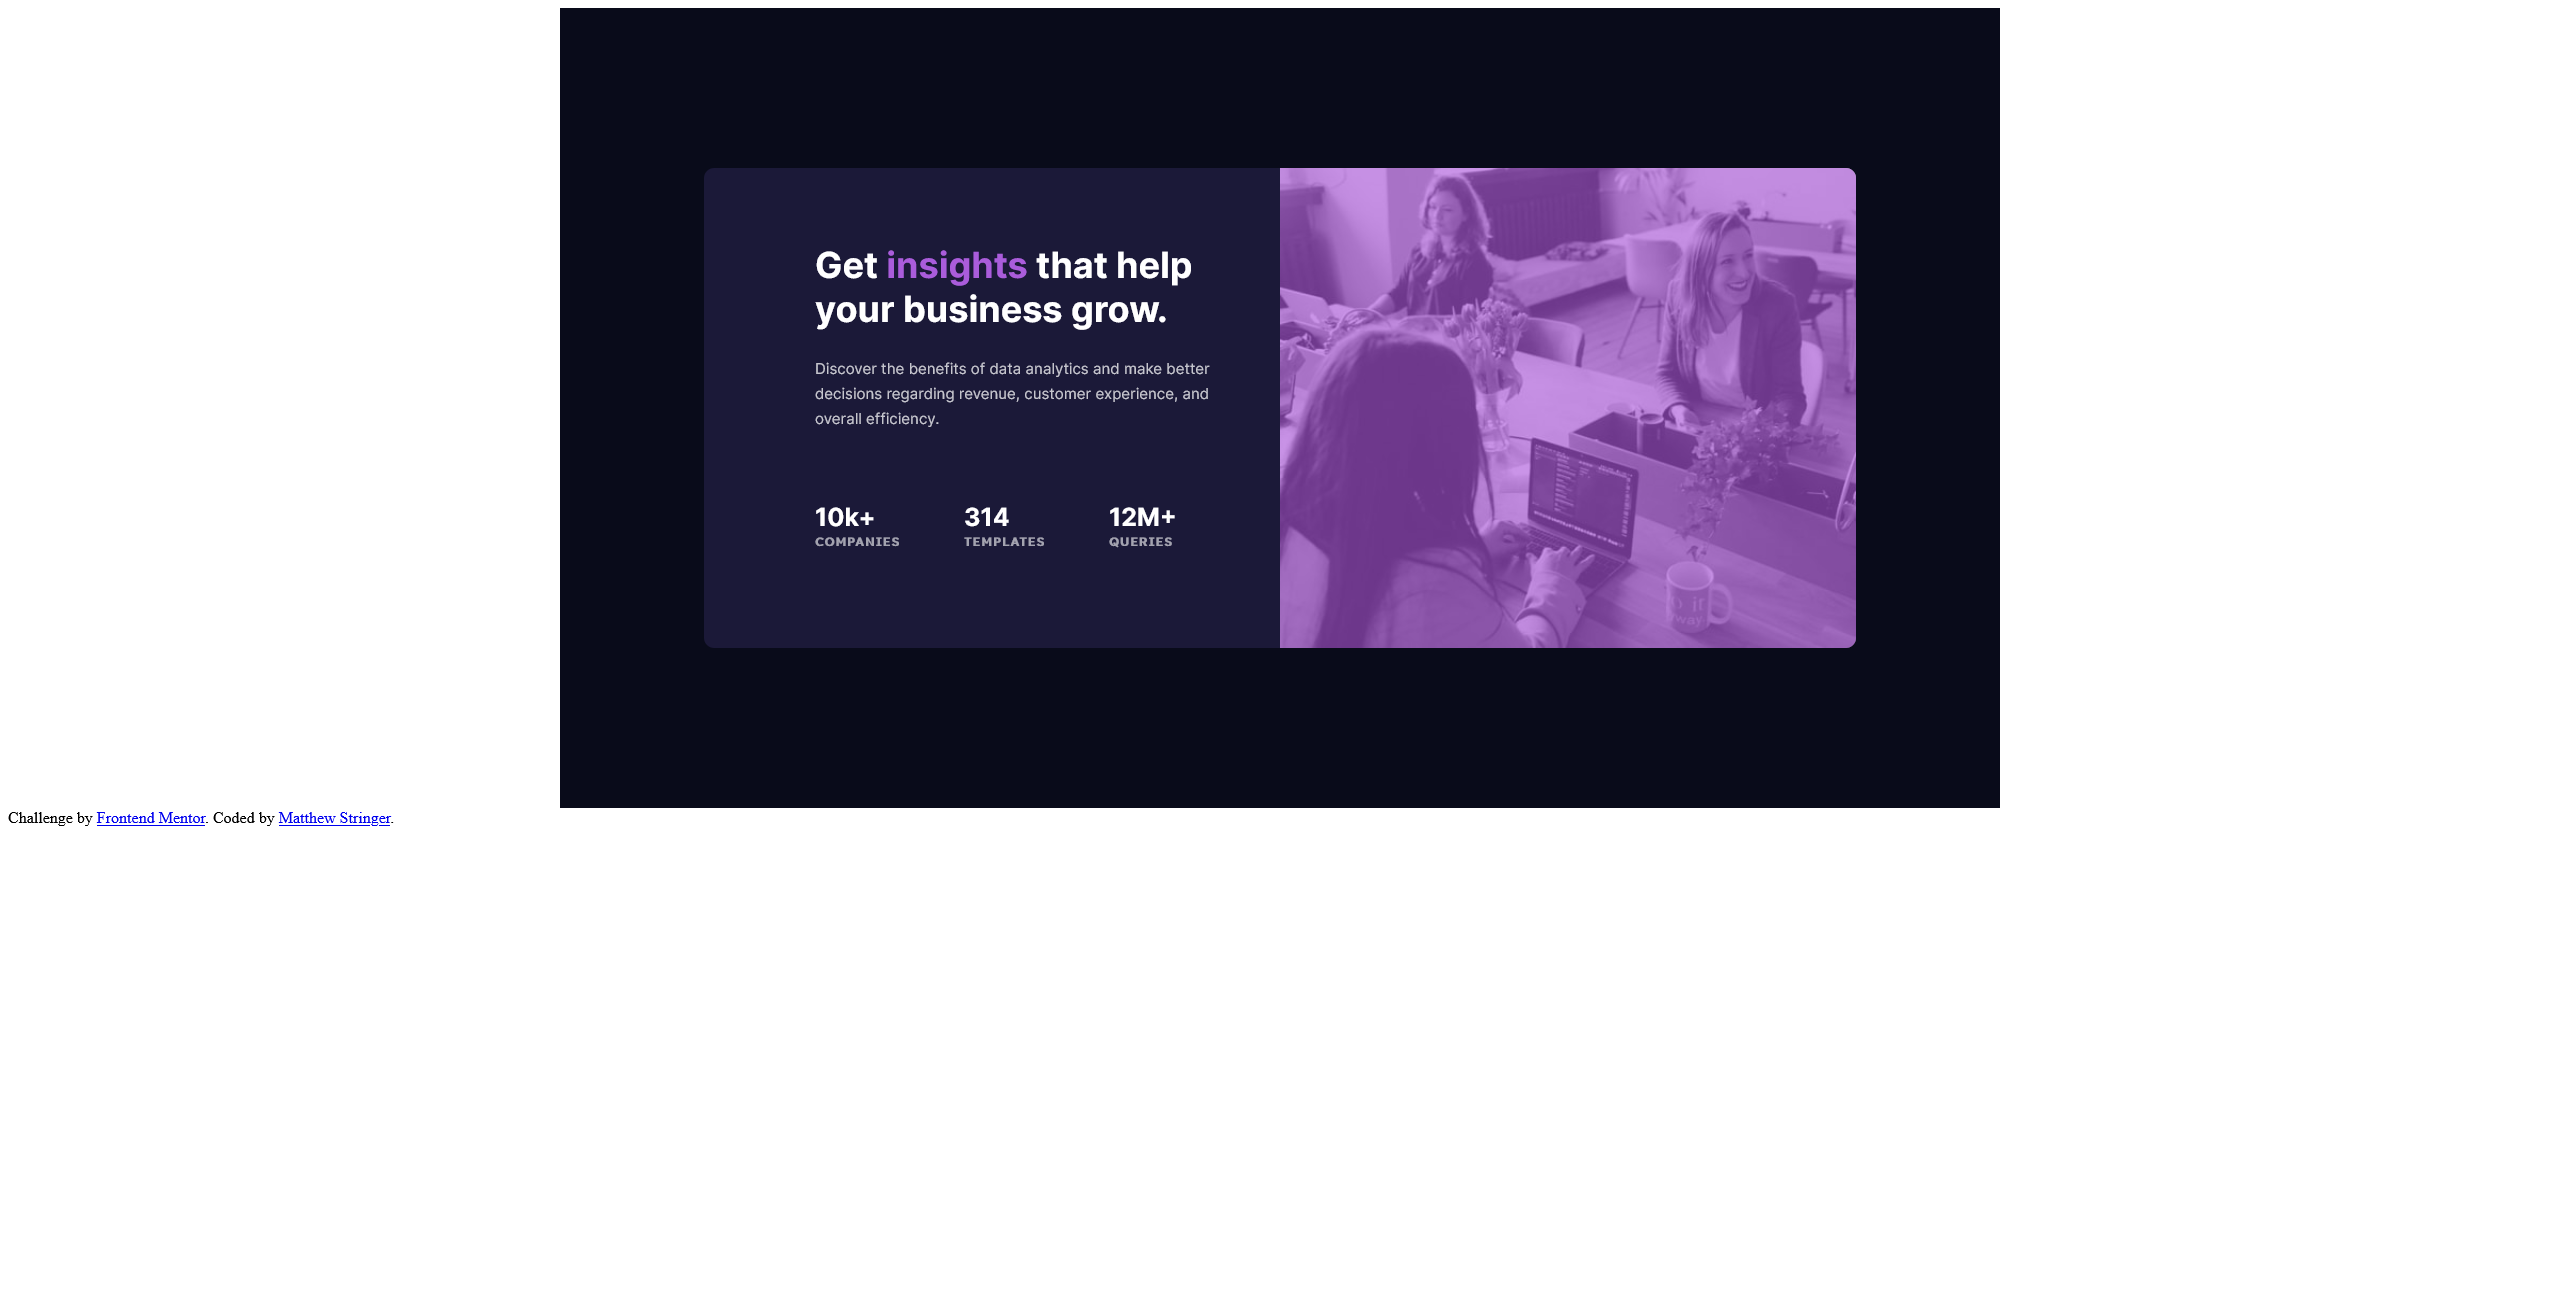 Get insights that help
your business grow.
Discover the benefits of data analytics and make better
decisions regarding revenue, customer experience, and
overall efficiency.
10k+ 314 12M+
COMPANIES TEMPLATES QUERIES
Challenge by Frontend Mentor. Coded by Matthew Stringer.